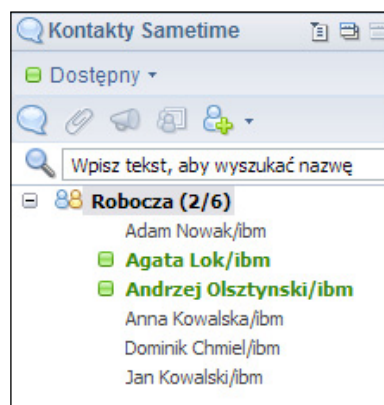 Kontakty Sametime
Dostępny
Wpisz tekst, aby wyszukać nazwę
Robocza (2/6)
Adam Nowak/ibm
Agata Lok/ibm
Andrzej Olsztynski/ibm
Anna Kowalska/ibm
Dominik Chmiel/ibm
Jan Kowalski/ibm